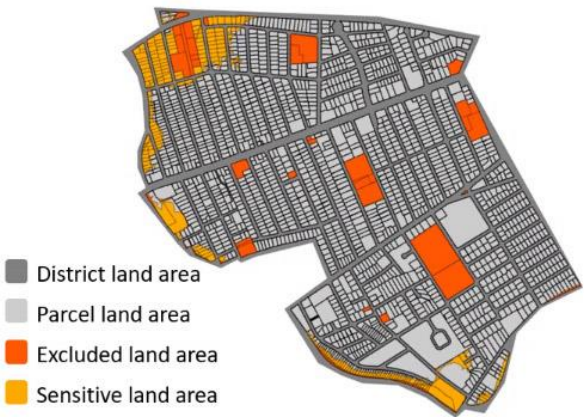 District land area
Parcel land area
Excluded land area
Sensitive land area